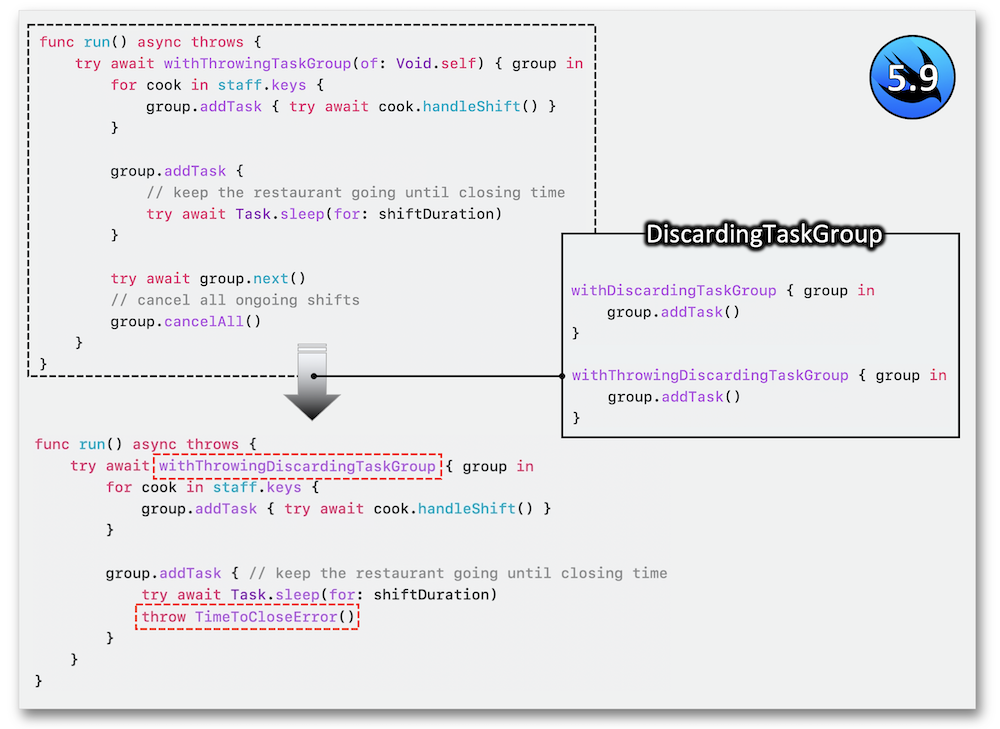 func run() async throws {
    try await withThrowingTaskGroup(of: Void.self) { group in
        for cook in staff.keys {
            group.addTask { try await cook.handleShift() }
        }

        group.addTask {
            // keep the restaurant going until closing time
            try await Task.sleep(for: shiftDuration)
        }

        try await group.next()
        // cancel all ongoing shifts
        group.cancelAll()
    }
}
5.9
DiscardingTaskGroup
withDiscardingTaskGroup { group in
    group.addTask()
}

withThrowingDiscardingTaskGroup { group in
    group.addTask()
}
func run() async throws {
    try await withThrowingDiscardingTaskGroup { group in
        for cook in staff.keys {
            group.addTask { try await cook.handleShift() }
        }

        group.addTask { // keep the restaurant going until closing time
            try await Task.sleep(for: shiftDuration)
            throw TimeToCloseError()
        }
    }
}